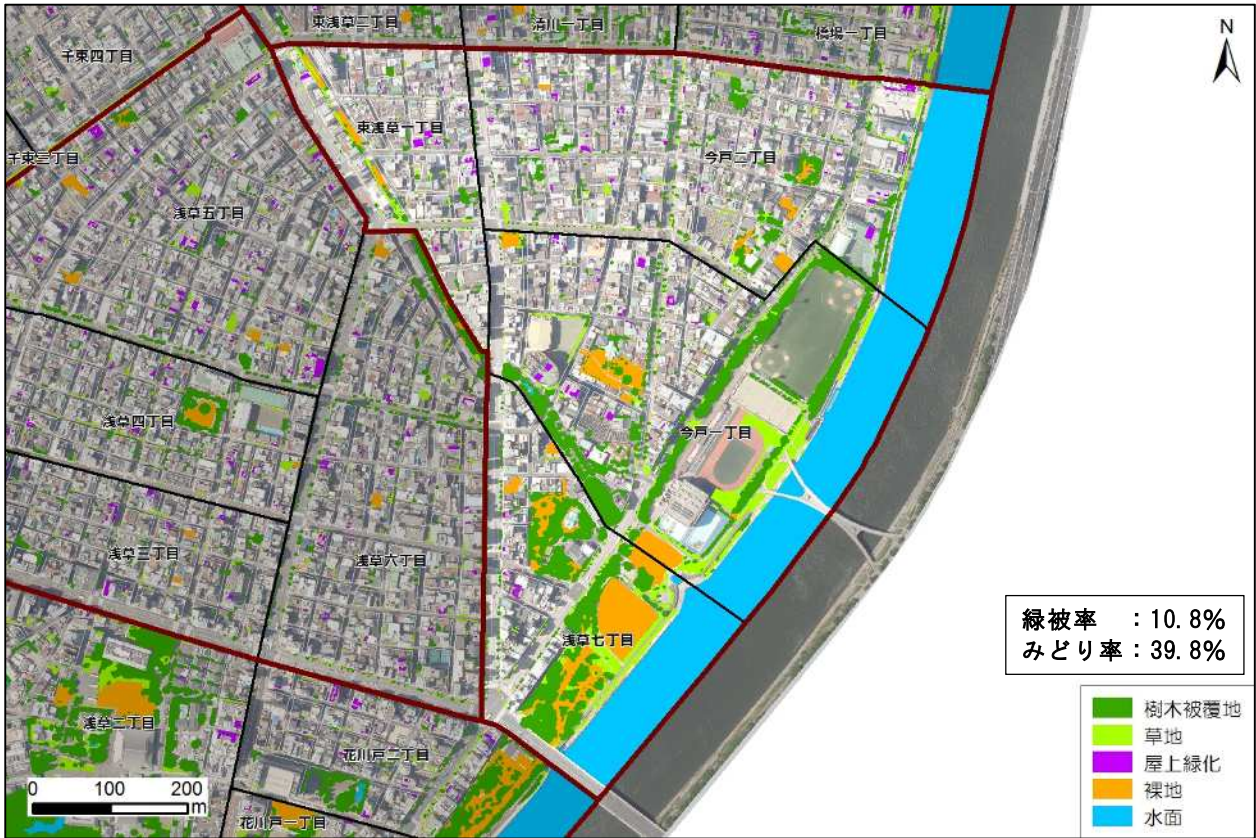 東浅草二丁目
清川一丁目
橋場一丁目
N
千束四丁目
東浅草一丁目
千束三丁目
今戸二丁目
浅草五丁目
浅草四丁目
今戸一丁目
浅草三丁目
浅草六丁目
浅草七丁目
緑被率 :10.8%
みどり率:39.8%
浅草二丁目
花川戸二丁目
樹木被覆地
草地
屋上緑化
裸地
水面
0 100 200
m
花川戸一丁目